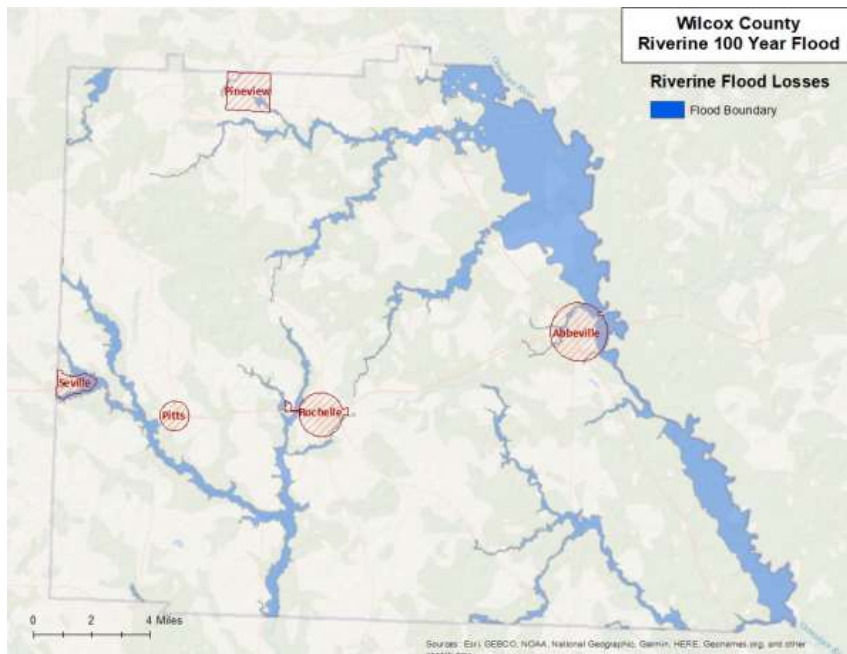 Wilcox County
Riverine 100 Year Flood
Riverine Flood Losses
Flood Boundary
Pineview
Abbeville
Seville
Pitts
Rochelle
0 2 4 Miles
Sources: Esri, GEBCO, NOAA, National Geographic, Garmin, HERE, Geonames.org, and other